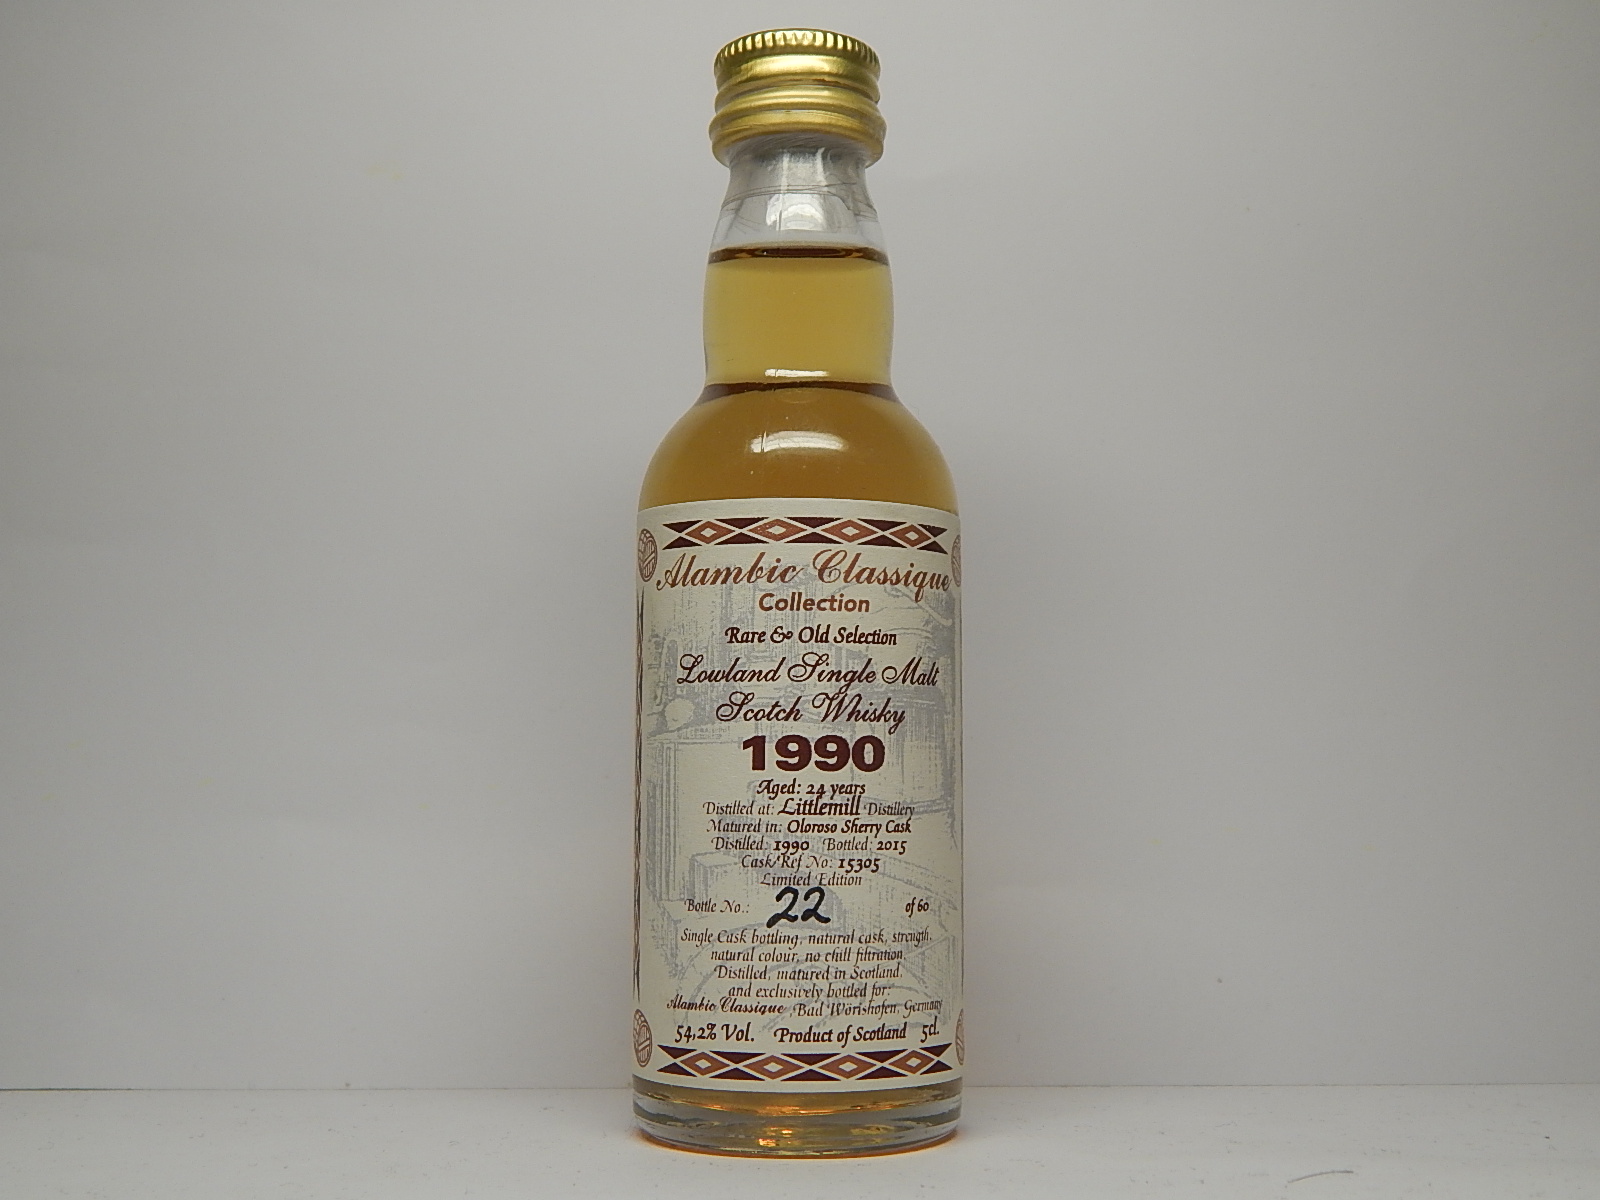 Alambic Classique
Collection
Rare & Old Selection
Lowland Single Malt
Scotch Whisky
1990
Aged: 24 years
Distilled at: Littlemill Distillery
Matured in: Oloroso Sherry Cask
Distilled: 1990 Bottled: 2015
Cask/Ref No: 15305
Limited Edition
Bottle No.: 22 of 60
Single Cask bottling, natural cask, strength,
natural colour, no chill filtration,
Distilled, matured in Scotland,
and exclusively bottled for:
Alambic Classique, Bad Wörishofen, Germany
54,2% Vol. Product of Scotland 5cl.